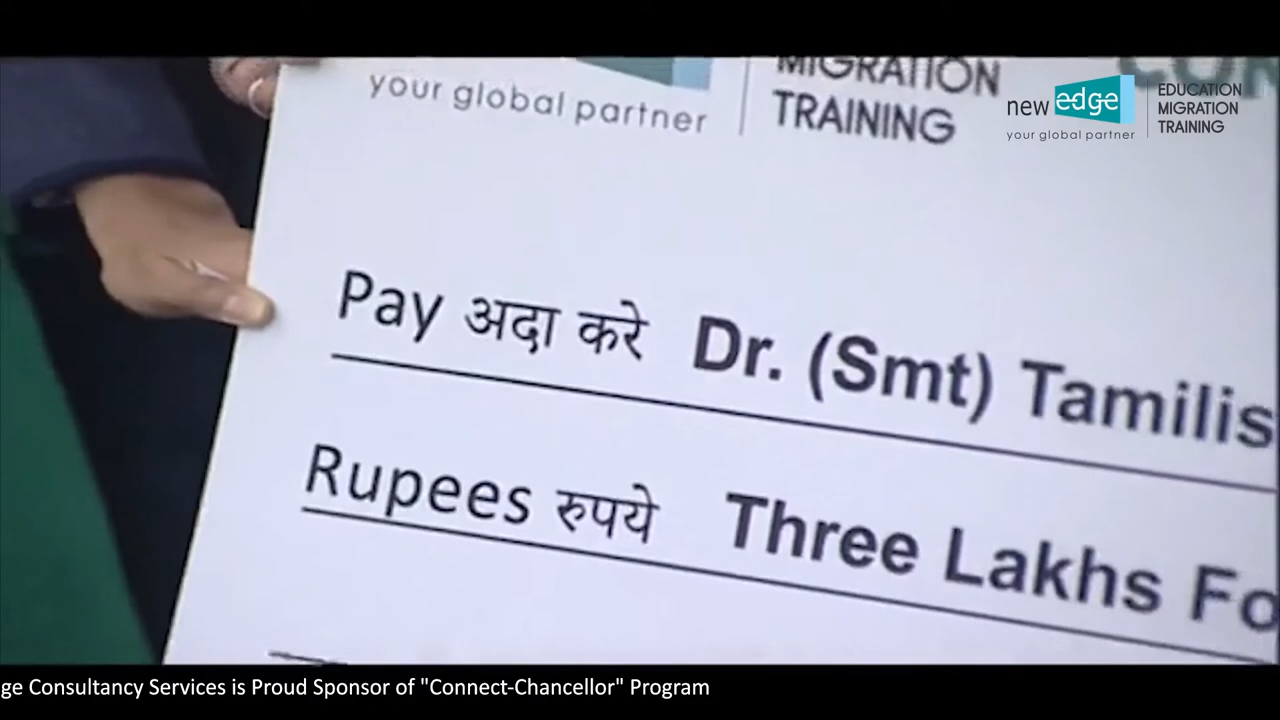 MIGRATION
your global partner
TRAINING
new edge
your global partner
EDUCATION
MIGRATION
TRAINING
Pay अदा करे Dr. (Smt) Tamilis
Rupees रुपये Three Lakhs Fo
ge Consultancy Services is Proud Sponsor of "Connect-Chancellor" Program